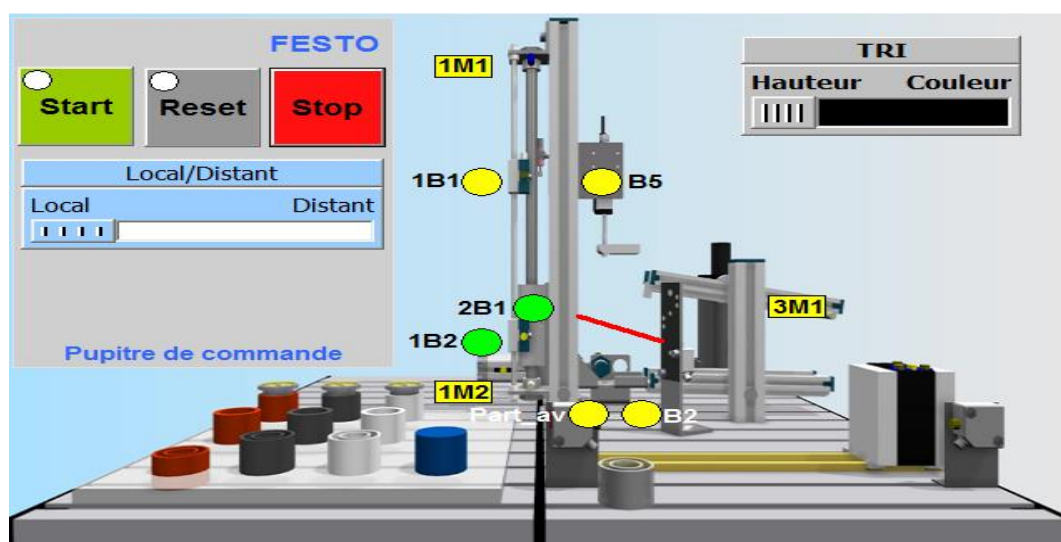 FESTO
Start
Reset
Stop
Local/Distant
Local Distant
Pupitre de commande
1M1
1B1
B5
2B1
1B2
1M2
Part_av
B2
3M1
TRI
Hauteur Couleur